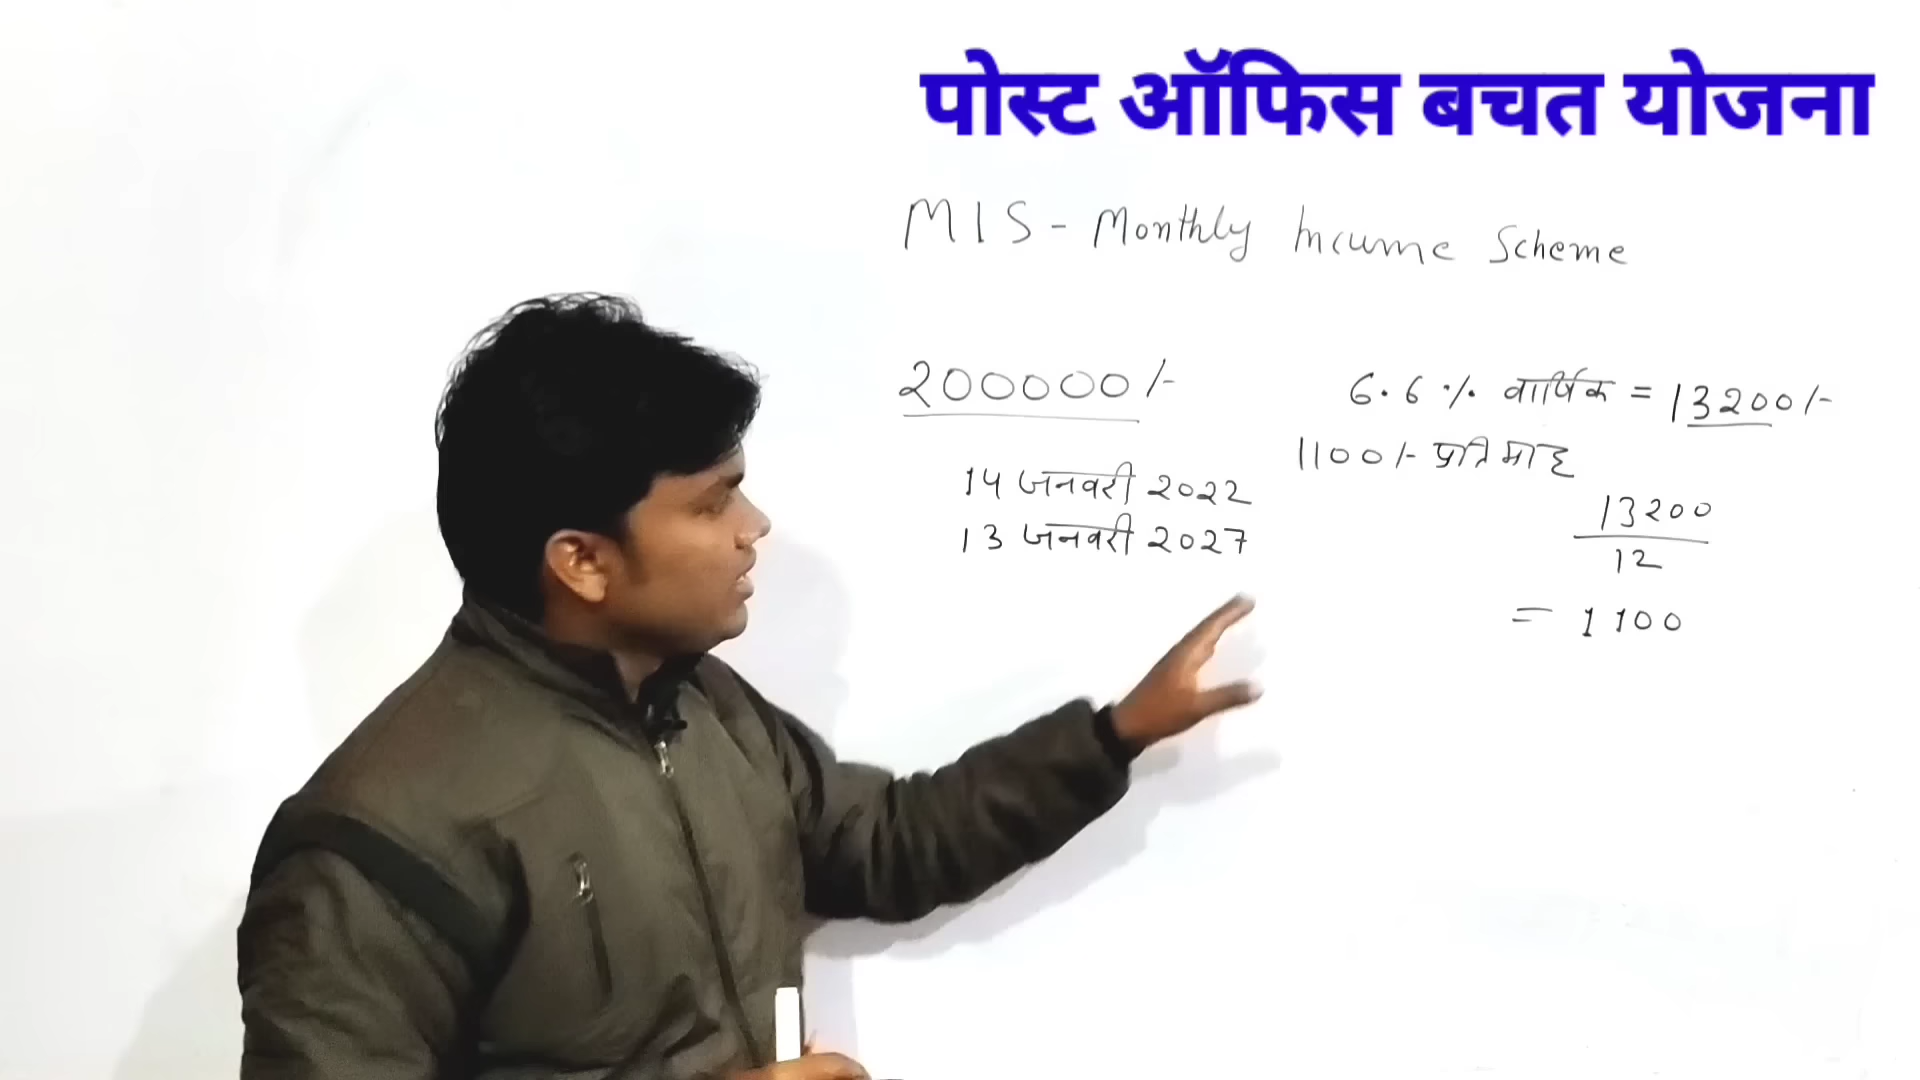 पोस्ट ऑफिस बचत योजना
MIS - Monthly Income Scheme
200000/-
6.6% वार्षिक = 13200/-
1100/- प्रति माह
14 जनवरी 2022
13 जनवरी 2027
13200
12
= 1100